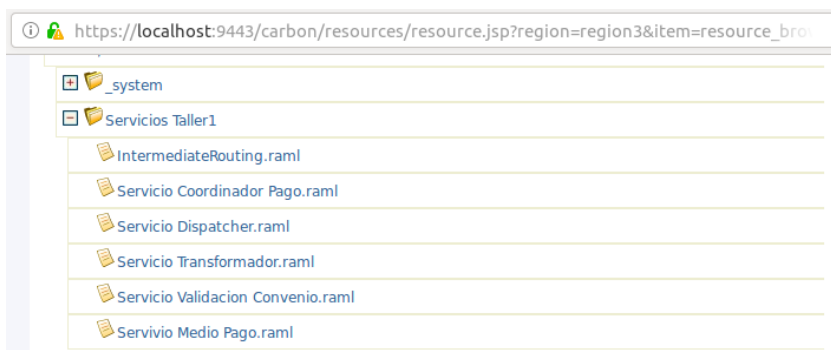 https://localhost:9443/carbon/resources/resource.jsp?region=region3&item=resource_brow
_system
Servicios Taller1
IntermediateRouting.raml
Servicio Coordinador Pago.raml
Servicio Dispatcher.raml
Servicio Transformador.raml
Servicio Validacion Convenio.raml
Servivio Medio Pago.raml